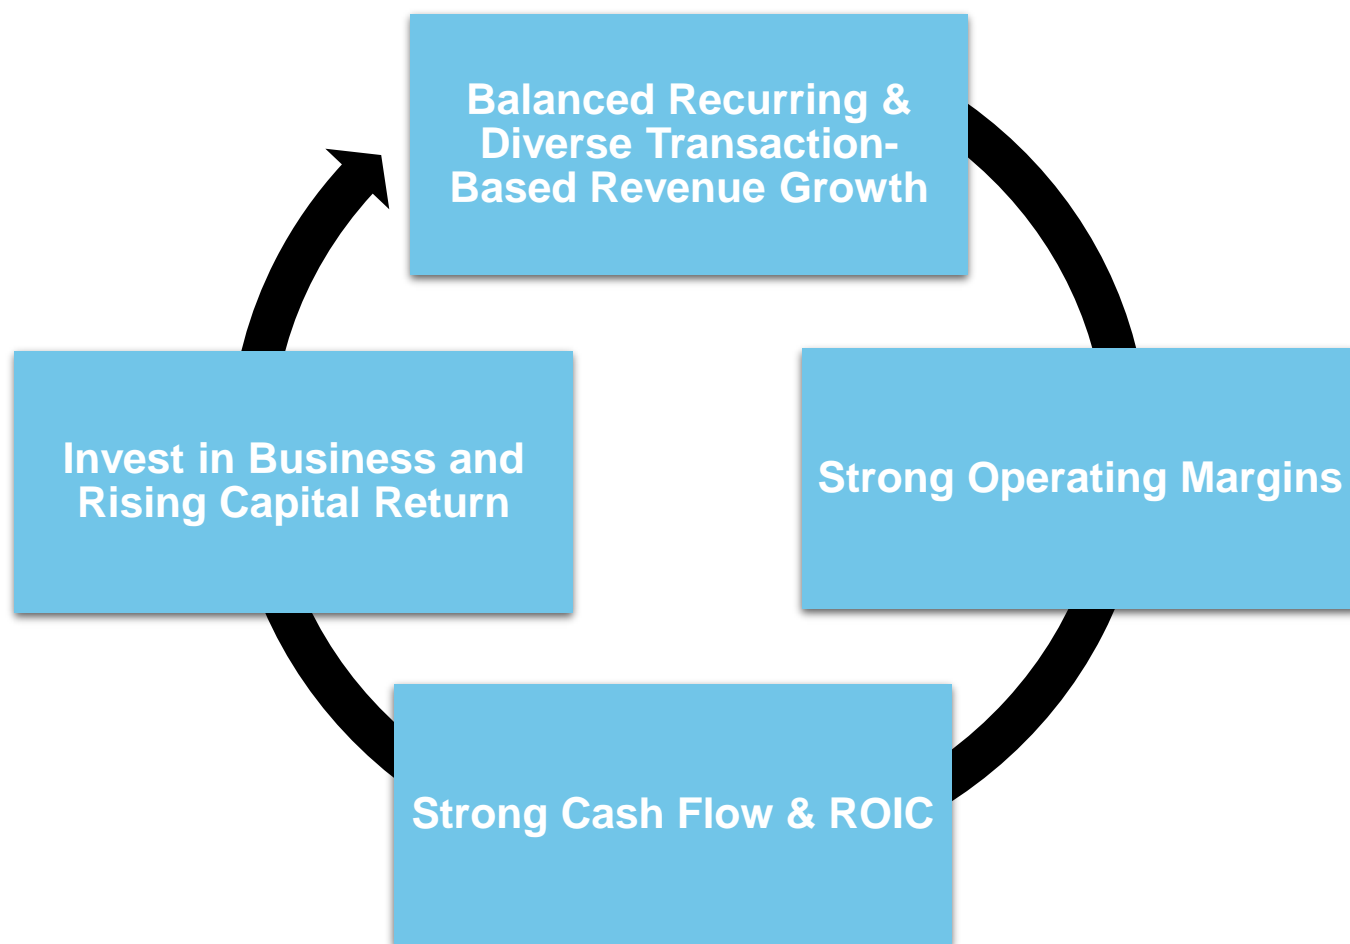 Balanced Recurring &
Diverse Transaction-
Based Revenue Growth
Invest in Business and
Rising Capital Return
Strong Operating Margins
Strong Cash Flow & ROIC